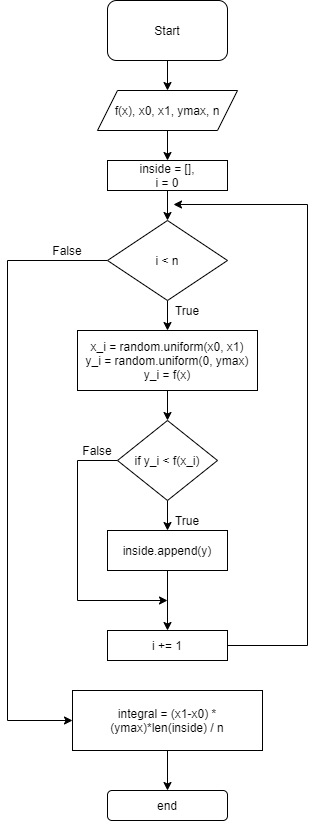 Start
f(x), x0, x1, ymax, n
inside = [],
i = 0
i < n
False
True
x_i = random.uniform(x0, x1)
y_i = random.uniform(0, ymax)
y_i = f(x)
if y_i < f(x_i)
False
True
inside.append(y)
i += 1
integral = (x1-x0) *
(ymax)*len(inside) / n
end